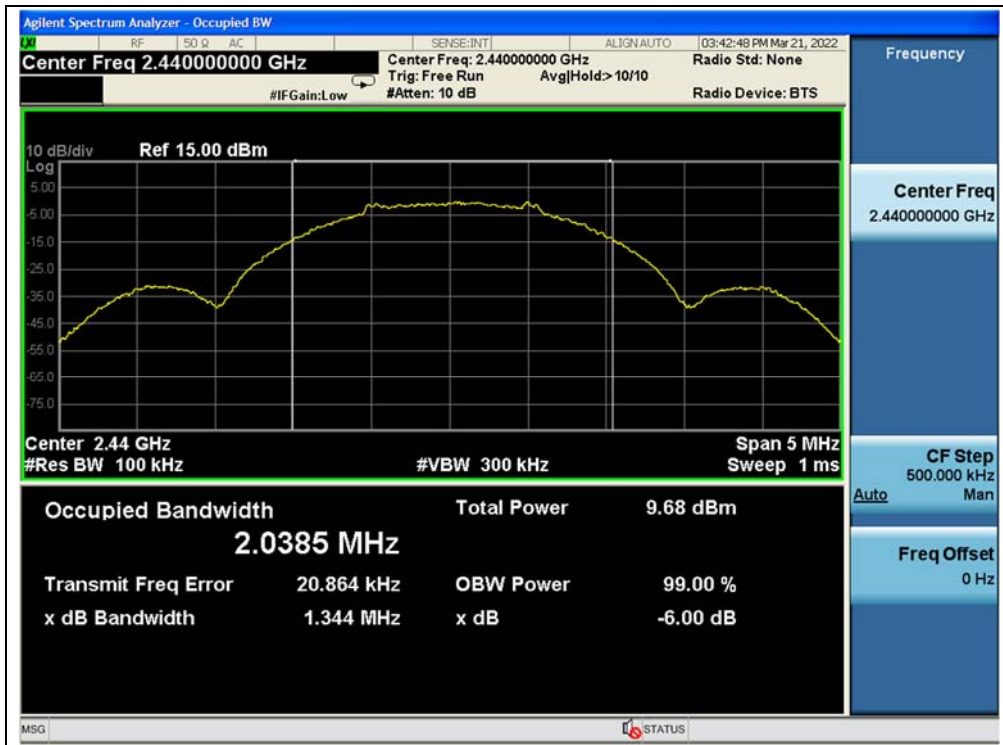 Agilent Spectrum Analyzer - Occupied BW
LXI RF 50 Ω AC SENSE:INT ALIGN AUTO 03:42:48 PM Mar 21, 2022
Center Freq 2.440000000 GHz
Center Freq: 2.440000000 GHz
Radio Std: None
Trig: Free Run Avg|Hold:> 10/10
#IFGain:Low
#Atten: 10 dB
Radio Device: BTS
10 dB/div Ref 15.00 dBm
Log
5.00
-5.00
-15.0
-25.0
-35.0
-45.0
-55.0
-65.0
-75.0
Center 2.44 GHz
Span 5 MHz
#Res BW 100 kHz
#VBW 300 kHz
Sweep 1 ms
Occupied Bandwidth
2.0385 MHz
Total Power 9.68 dBm
Transmit Freq Error 20.864 kHz
OBW Power 99.00 %
x dB Bandwidth 1.344 MHz
x dB -6.00 dB
MSG
STATUS
Frequency
Center Freq
2.440000000 GHz
CF Step
500.000 kHz
Auto Man
Freq Offset
0 Hz